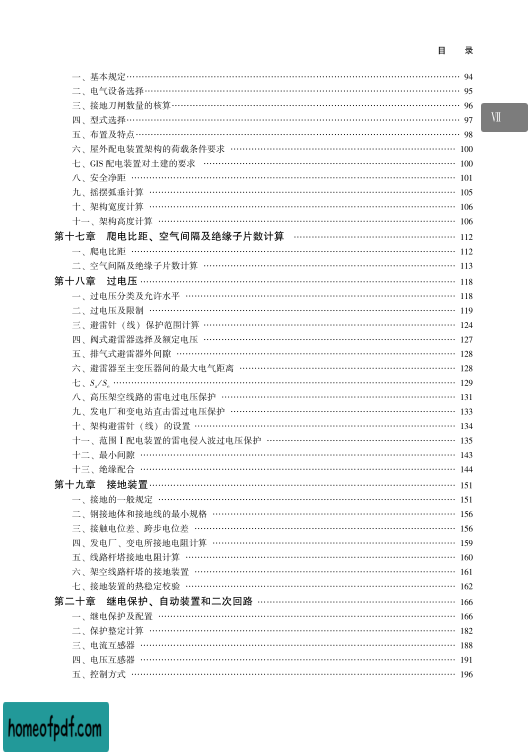 目 录
一、基本规定 94
二、电气设备选择 95
三、接地刀闸数量的核算 96
Ⅶ
四、型式选择 97
五、布置及特点 98
六、屋外配电装置架构的荷载条件要求 100
七、GIS 配电装置对土建的要求 100
八、安全净距 101
九、摇摆弧垂计算 105
十、架构宽度计算 106
十一、架构高度计算 106
第十七章 爬电比距、空气间隔及绝缘子片数计算 112
一、爬电比距 112
二、空气间隔及绝缘子片数计算 113
第十八章 过电压 118
一、过电压分类及允许水平 118
二、过电压及限制 119
三、避雷针（线）保护范围计算 124
四、阀式避雷器选择及额定电压 127
五、排气式避雷器外间隙 128
六、避雷器至主变压器间的最大电气距离 128
七、 129
八、高压架空线路的雷电过电压保护 131
九、发电厂和变电站直击雷过电压保护 133
十、架构避雷针（线）的设置 134
十一、范围Ⅰ配电装置的雷电侵入波过电压保护 135
十二、最小间隙 143
十三、绝缘配合 144
第十九章 接地装置 151
一、接地的一般规定 151
二、钢接地体和接地线的最小规格 156
三、接触电位差、跨步电位差 156
四、发电厂、变电所接地电阻计算 159
五、线路杆塔接地电阻计算 160
六、架空线路杆塔的接地装置 161
七、接地装置的热稳定校验 162
第二十章 继电保护、自动装置和二次回路 166
一、继电保护及配置 166
二、保护整定计算 182
三、电流互感器 188
四、电压互感器 191
五、控制方式 196
homeofpdf.com